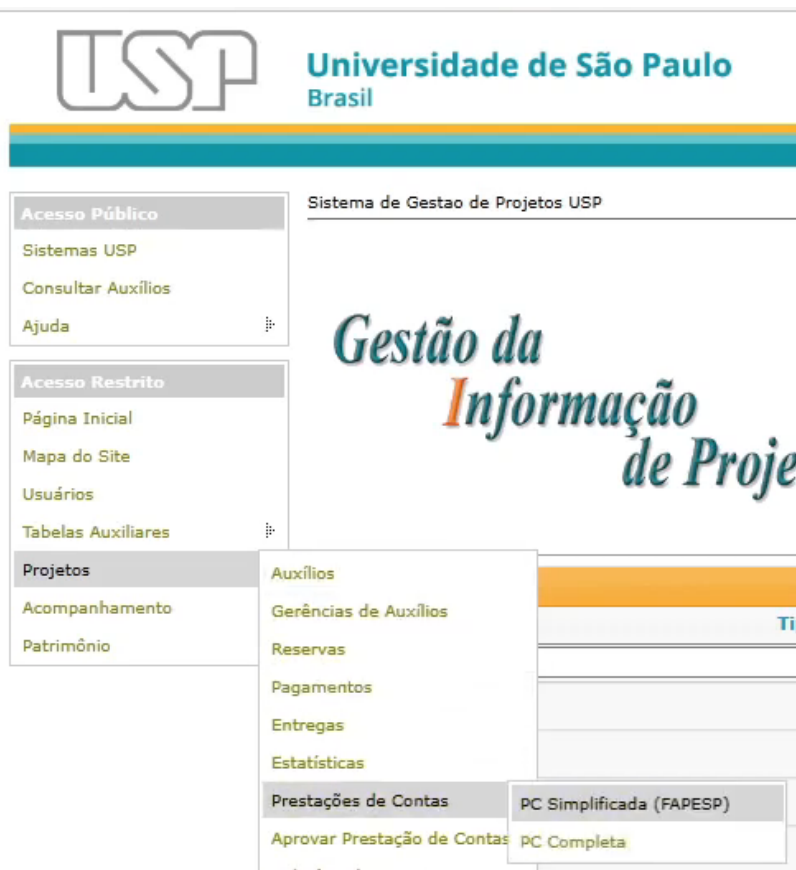 USP
Universidade de São Paulo
Brasil
Acesso Público
Sistemas USP
Consultar Auxílios
Ajuda
Acesso Restrito
Página Inicial
Mapa do Site
Usuários
Tabelas Auxiliares
Projetos
Acompanhamento
Patrimônio
Sistema de Gestao de Projetos USP
Gestão da
Informação
de Proje
Ti
Auxílios
Gerências de Auxílios
Reservas
Pagamentos
Entregas
Estatísticas
Prestações de Contas
Aprovar Prestação de Contas
PC Simplificada (FAPESP)
PC Completa